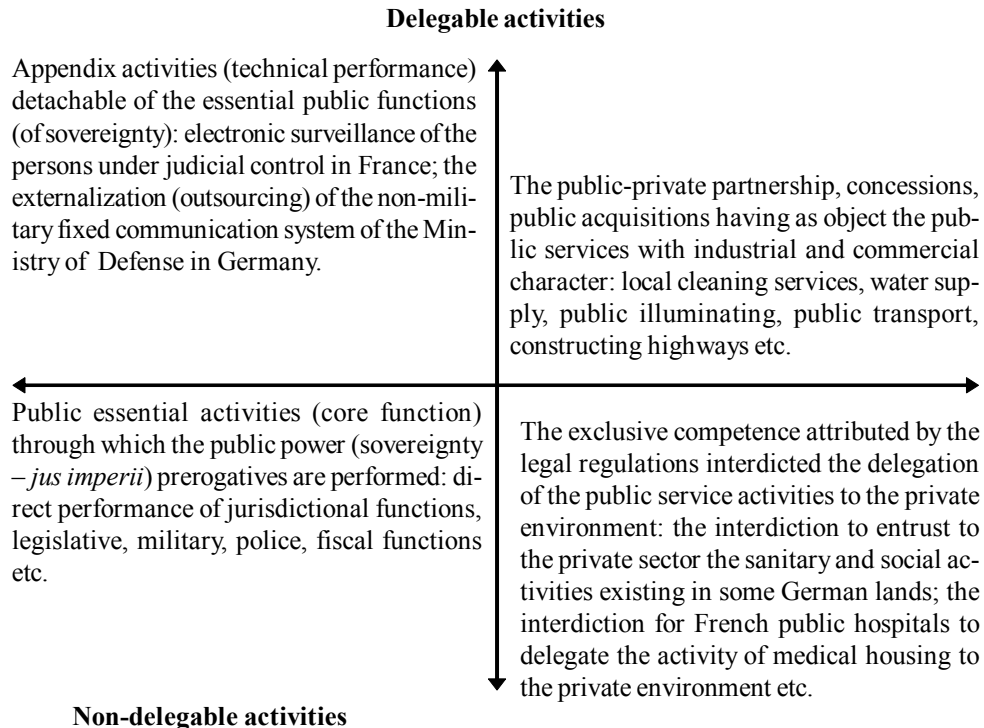 Delegable activities
Appendix activities (technical performance)
detachable of the essential public functions
(of sovereignty): electronic surveillance of the
persons under judicial control in France; the
externalization (outsourcing) of the non-mili-
tary fixed communication system of the Min-
istry of Defense in Germany.
The public-private partnership, concessions,
public acquisitions having as object the pub-
lic services with industrial and commercial
character: local cleaning services, water sup-
ply, public illuminating, public transport,
constructing highways etc.
Public essential activities (core function)
through which the public power (sovereignty
– jus imperii) prerogatives are performed: di-
rect performance of jurisdictional functions,
legislative, military, police, fiscal functions
etc.
The exclusive competence attributed by the
legal regulations interdicted the delegation
of the public service activities to the private
environment: the interdiction to entrust to
the private sector the sanitary and social ac-
tivities existing in some German lands; the
interdiction for French public hospitals to
delegate the activity of medical housing to
the private environment etc.
Non-delegable activities